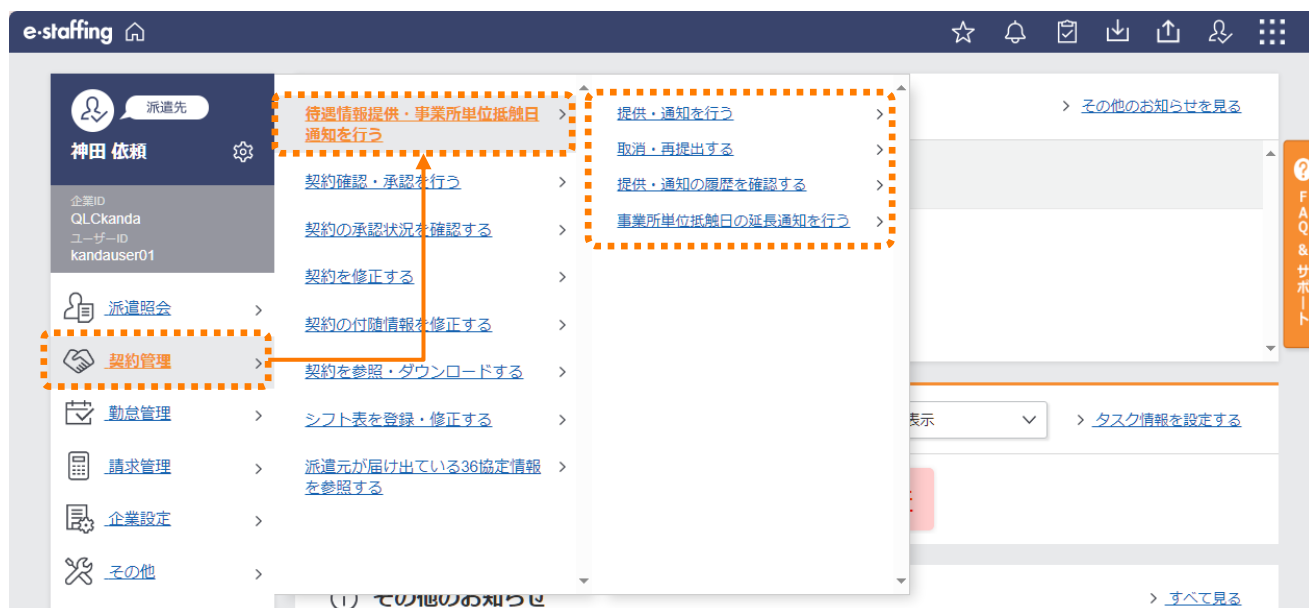 e-staffing
派遣先
神田 依頼
企業ID
QLCkanda
ユーザーID
kandauser01
派遣照会
契約管理
勤怠管理
請求管理
企業設定
その他
待遇情報提供・事業所単位抵触日
通知を行う
契約確認・承認を行う
契約の承認状況を確認する
契約を修正する
契約の付随情報を修正する
契約を参照・ダウンロードする
シフト表を登録・修正する
派遣元が届け出ている36協定情報
を参照する
提供・通知を行う
取消・再提出する
提供・通知の履歴を確認する
事業所単位抵触日の延長通知を行う
その他のお知らせを見る
FAQ & サポート
表示
タスク情報を設定する
その他のお知らせ
すべて見る